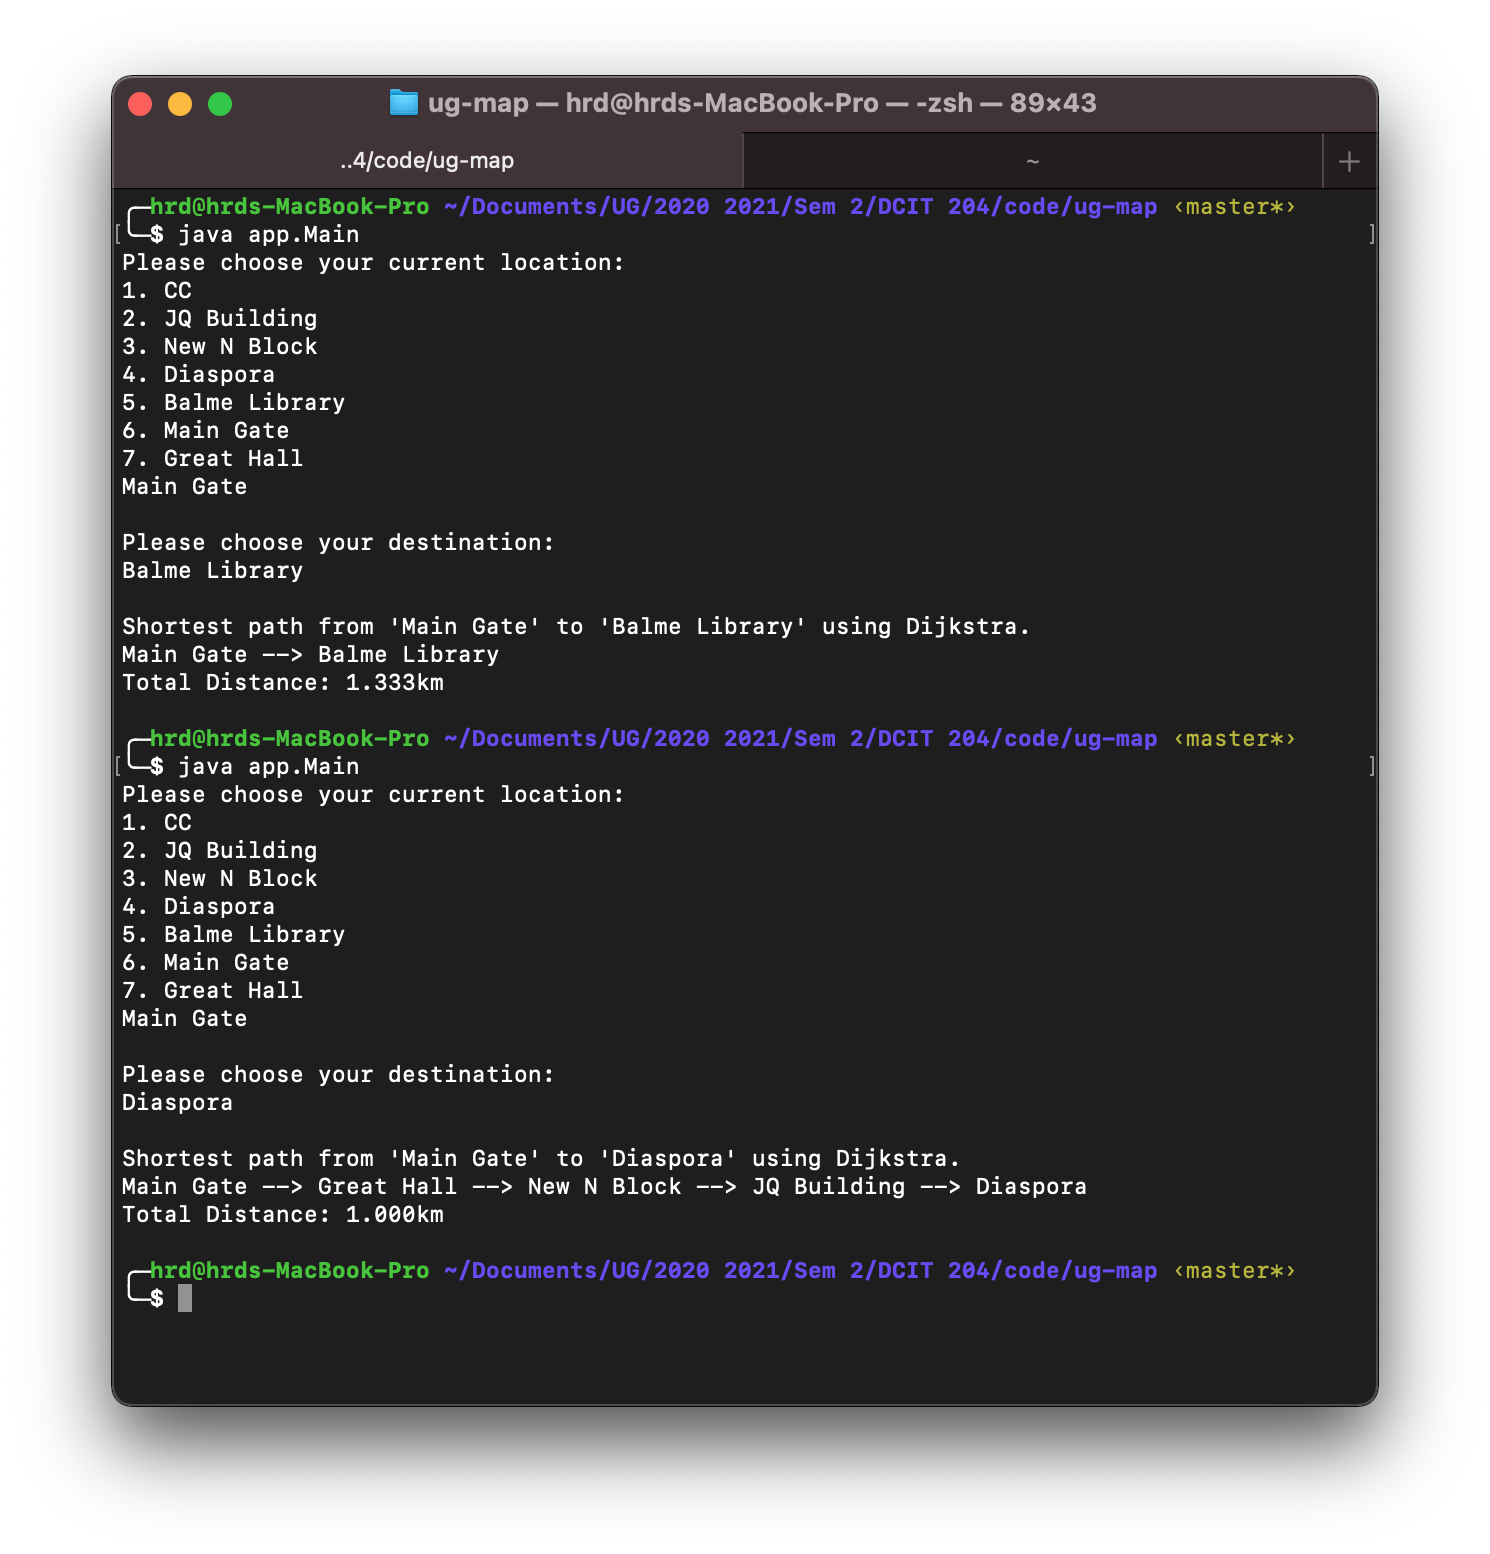 ug-map — hrd@hrds-MacBook-Pro — -zsh — 89×43
..4/code/ug-map ~ +
╭─hrd@hrds-MacBook-Pro ~/Documents/UG/2020 2021/Sem 2/DCIT 204/code/ug-map ‹master*›
[╰─$ java app.Main ]
Please choose your current location:
1. CC
2. JQ Building
3. New N Block
4. Diaspora
5. Balme Library
6. Main Gate
7. Great Hall
Main Gate
Please choose your destination:
Balme Library
Shortest path from 'Main Gate' to 'Balme Library' using Dijkstra.
Main Gate --> Balme Library
Total Distance: 1.333km
╭─hrd@hrds-MacBook-Pro ~/Documents/UG/2020 2021/Sem 2/DCIT 204/code/ug-map ‹master*›
[╰─$ java app.Main ]
Please choose your current location:
1. CC
2. JQ Building
3. New N Block
4. Diaspora
5. Balme Library
6. Main Gate
7. Great Hall
Main Gate
Please choose your destination:
Diaspora
Shortest path from 'Main Gate' to 'Diaspora' using Dijkstra.
Main Gate --> Great Hall --> New N Block --> JQ Building --> Diaspora
Total Distance: 1.000km
╭─hrd@hrds-MacBook-Pro ~/Documents/UG/2020 2021/Sem 2/DCIT 204/code/ug-map ‹master*›
╰─$